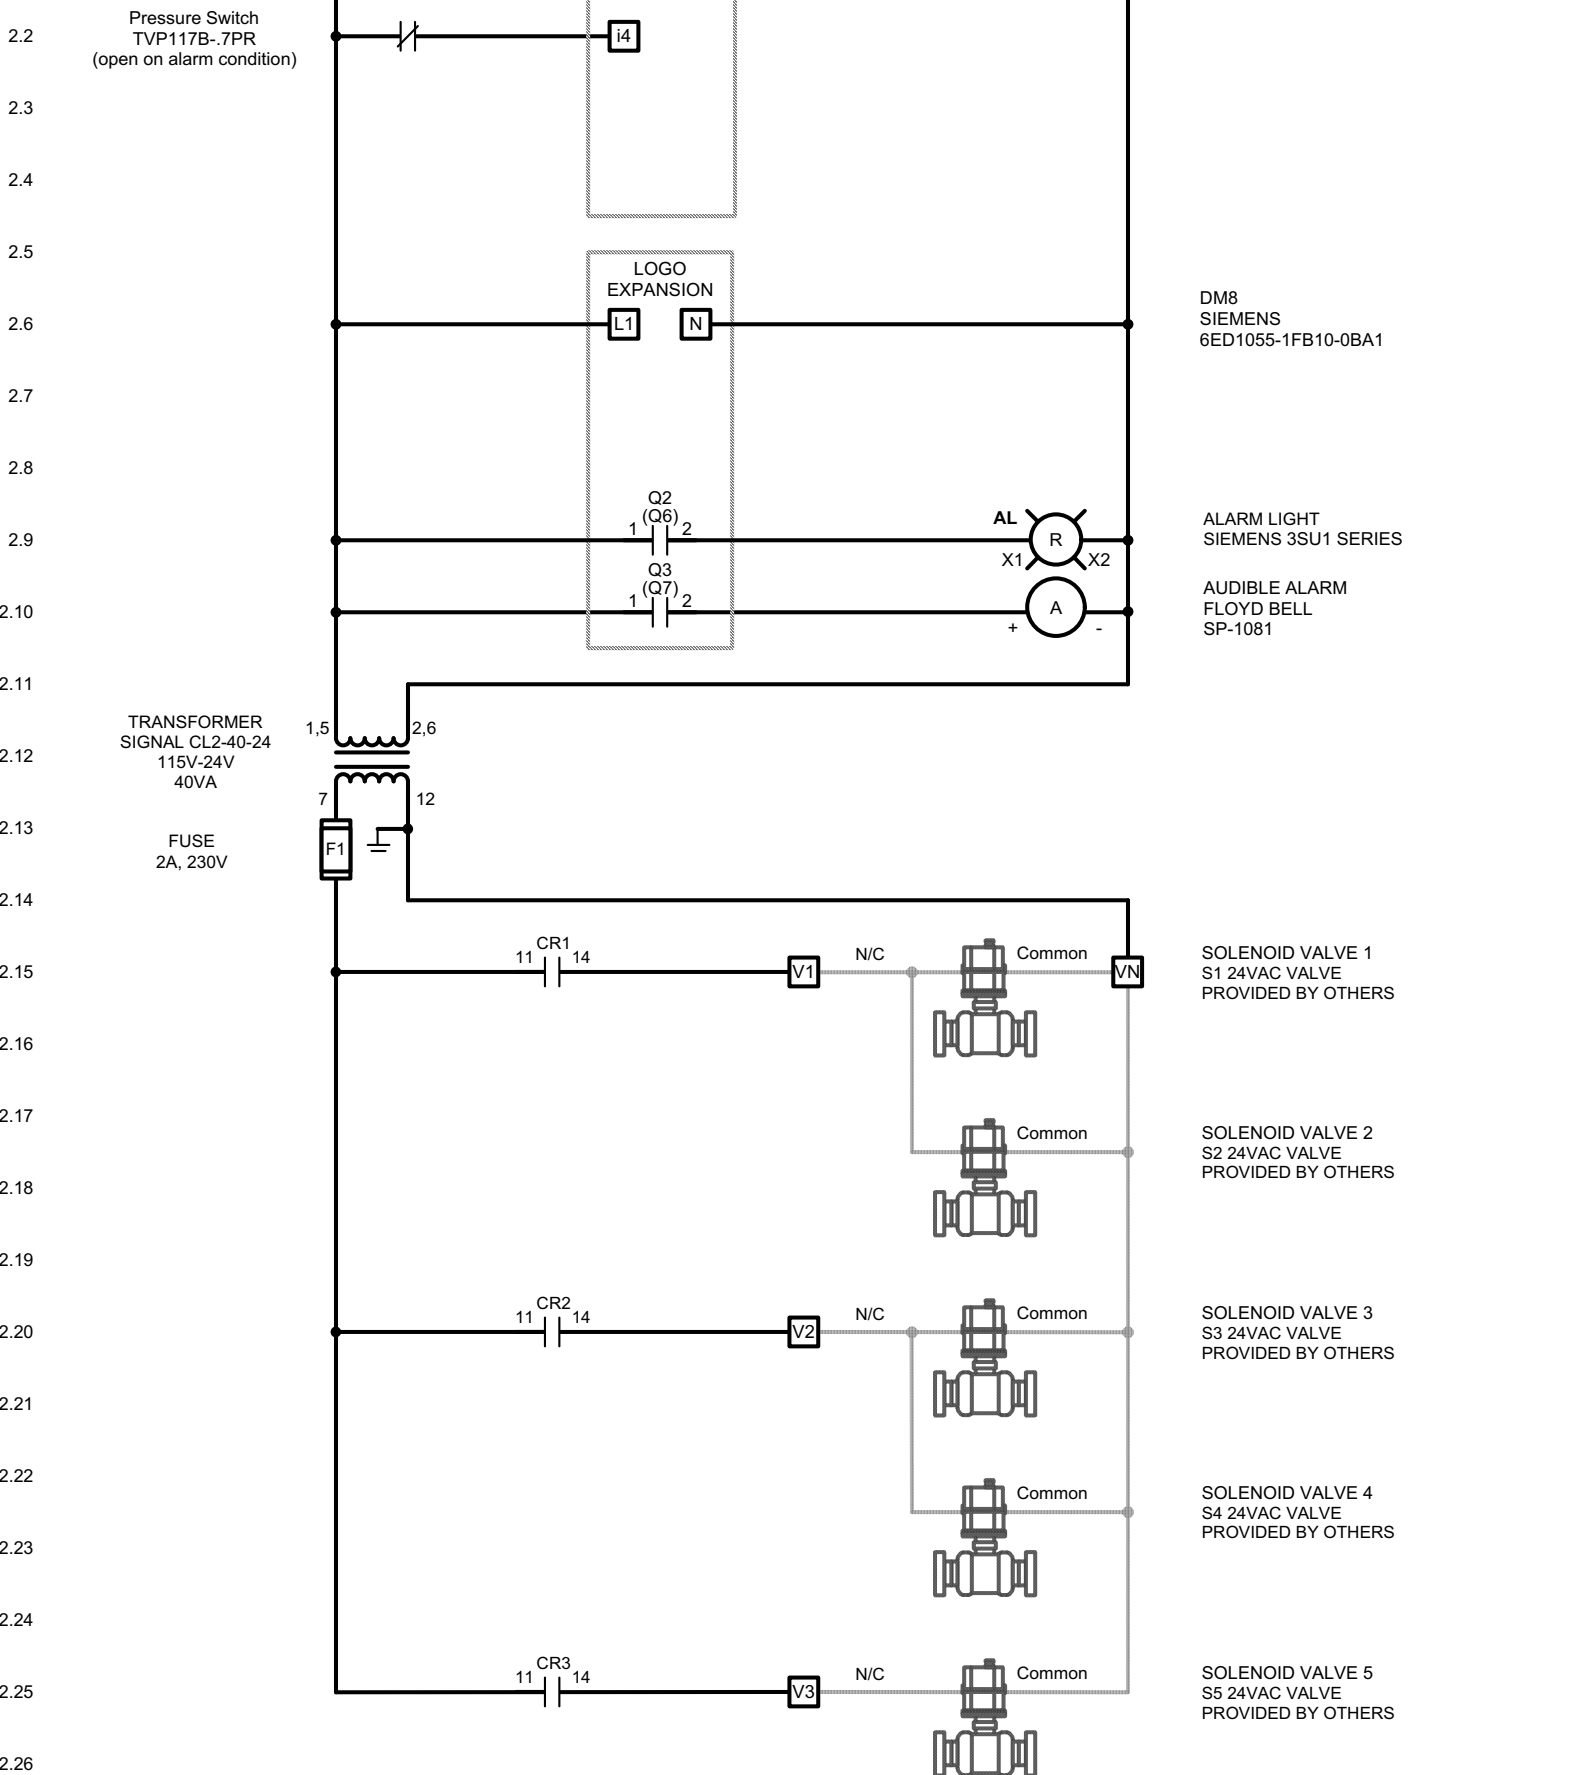 Pressure Switch
2.2
TVP117B-.7PR
i4
(open on alarm condition)
2.3
2.4
2.5
LOGO
EXPANSION
DM8
2.6
L1
N
SIEMENS
6ED1055-1FB10-0BA1
2.7
2.8
Q2
(Q6)
1 2
AL
ALARM LIGHT
2.9
R
SIEMENS 3SU1 SERIES
X1 X2
Q3
(Q7)
1 2
AUDIBLE ALARM
2.10
A
FLOYD BELL
+ -
SP-1081
2.11
TRANSFORMER
1,5 2,6
SIGNAL CL2-40-24
2.12
115V-24V
40VA
7 12
2.13
FUSE
F1
2A, 230V
2.14
CR1
11 14
N/C
Common
SOLENOID VALVE 1
2.15
V1
VN
S1 24VAC VALVE
PROVIDED BY OTHERS
2.16
2.17
Common
SOLENOID VALVE 2
S2 24VAC VALVE
PROVIDED BY OTHERS
2.18
2.19
CR2
11 14
N/C
Common
SOLENOID VALVE 3
2.20
V2
S3 24VAC VALVE
PROVIDED BY OTHERS
2.21
2.22
Common
SOLENOID VALVE 4
S4 24VAC VALVE
PROVIDED BY OTHERS
2.23
2.24
CR3
11 14
N/C
Common
SOLENOID VALVE 5
2.25
V3
S5 24VAC VALVE
PROVIDED BY OTHERS
2.26